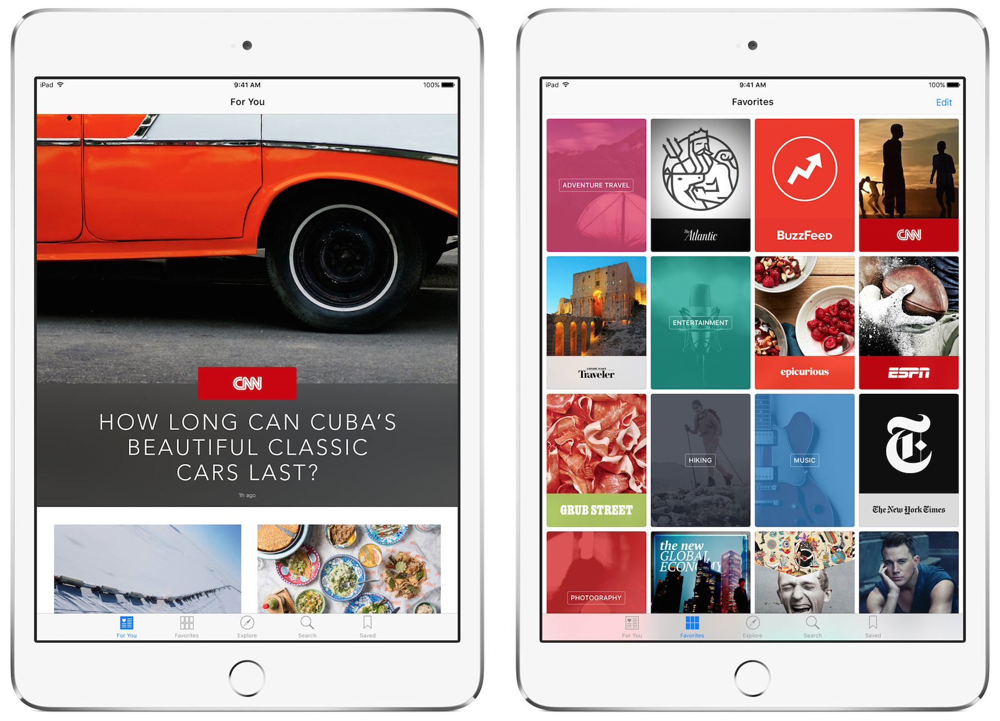 iPad
9:41 AM
100%
For You
CNN
HOW LONG CAN CUBA'S
BEAUTIFUL CLASSIC
CARS LAST?
1h ago
For You
Favorites
Explore
Search
Saved
iPad
9:41 AM
100%
Favorites
Edit
ADVENTURE TRAVEL
The Atlantic
BuzzFeed
CNN
CONDÉ NAST
Traveler
ENTERTAINMENT
epicurious
ESPN
GRUB STREET
HIKING
MUSIC
T
The New York Times
PHOTOGRAPHY
the new
GLOBAL
ECONOMY
For You
Favorites
Explore
Search
Saved